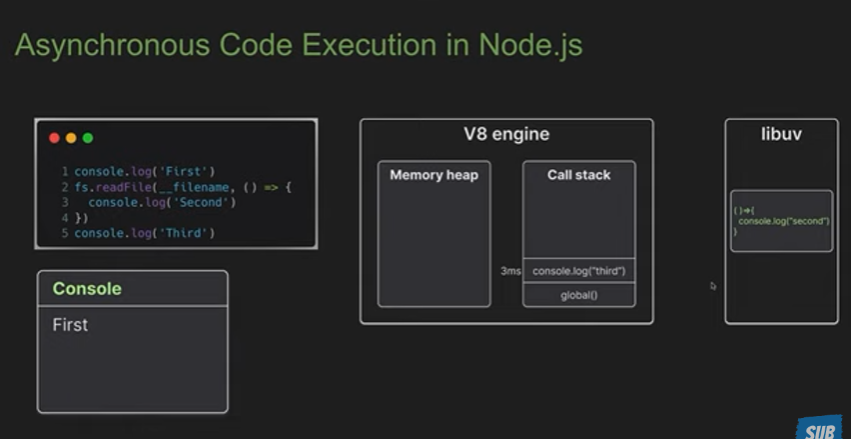 Asynchronous Code Execution in Node.js
1 console.log('First')
2 fs.readFile(__filename, () => {
3 console.log('Second')
4 })
5 console.log('Third')
Console
First
V8 engine
Memory heap
Call stack
3ms
console.log("third")
global()
libuv
()=>{
console.log("second")
}
SUB